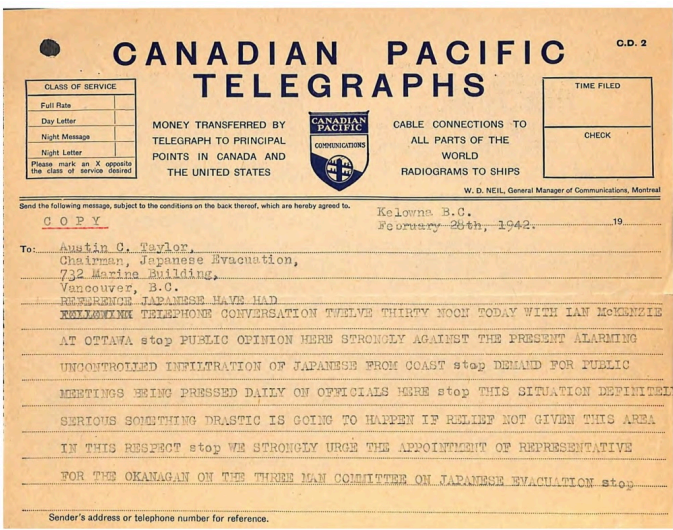 C.D. 2
CANADIAN PACIFIC
TELEGRAPHS
CLASS OF SERVICE
Full Rate
Day Letter
Night Message
Night Letter
Please mark an X opposite
the class of service desired
MONEY TRANSFERRED BY
TELEGRAPH TO PRINCIPAL
POINTS IN CANADA AND
THE UNITED STATES
CANADIAN
PACIFIC
COMMUNICATIONS
CABLE CONNECTIONS TO
ALL PARTS OF THE
WORLD
RADIOGRAMS TO SHIPS
TIME FILED
CHECK
W. D. NEIL, General Manager of Communications, Montreal
Send the following message, subject to the conditions on the back thereof, which are hereby agreed to.
COPY
Kelowna B.C.
February 28th, 1942. 19
To: Austin C. Taylor,
Chairman, Japanese Evacuation,
732 Marine Building,
Vancouver, B.C.
REFERENCE JAPANESE HAVE HAD
TELEPHONE CONVERSATION TWELVE THIRTY NOON TODAY WITH IAN McKENZIE
AT OTTAWA stop PUBLIC OPINION HERE STRONGLY AGAINST THE PRESENT ALARMING
UNCONTROLLED INFILTRATION OF JAPANESE FROM COAST stop DEMAND FOR PUBLIC
MEETINGS BEING PRESSED DAILY ON OFFICIALS HERE stop THIS SITUATION DEFINITEL
SERIOUS SOMETHING DRASTIC IS GOING TO HAPPEN IF RELIEF NOT GIVEN THIS AREA
IN THIS RESPECT stop WE STRONGLY URGE THE APPOINTMENT OF REPRESENTATIVE
FOR THE OKANAGAN ON THE THREE MAN COMMITTEE ON JAPANESE EVACUATION stop
Sender's address or telephone number for reference.